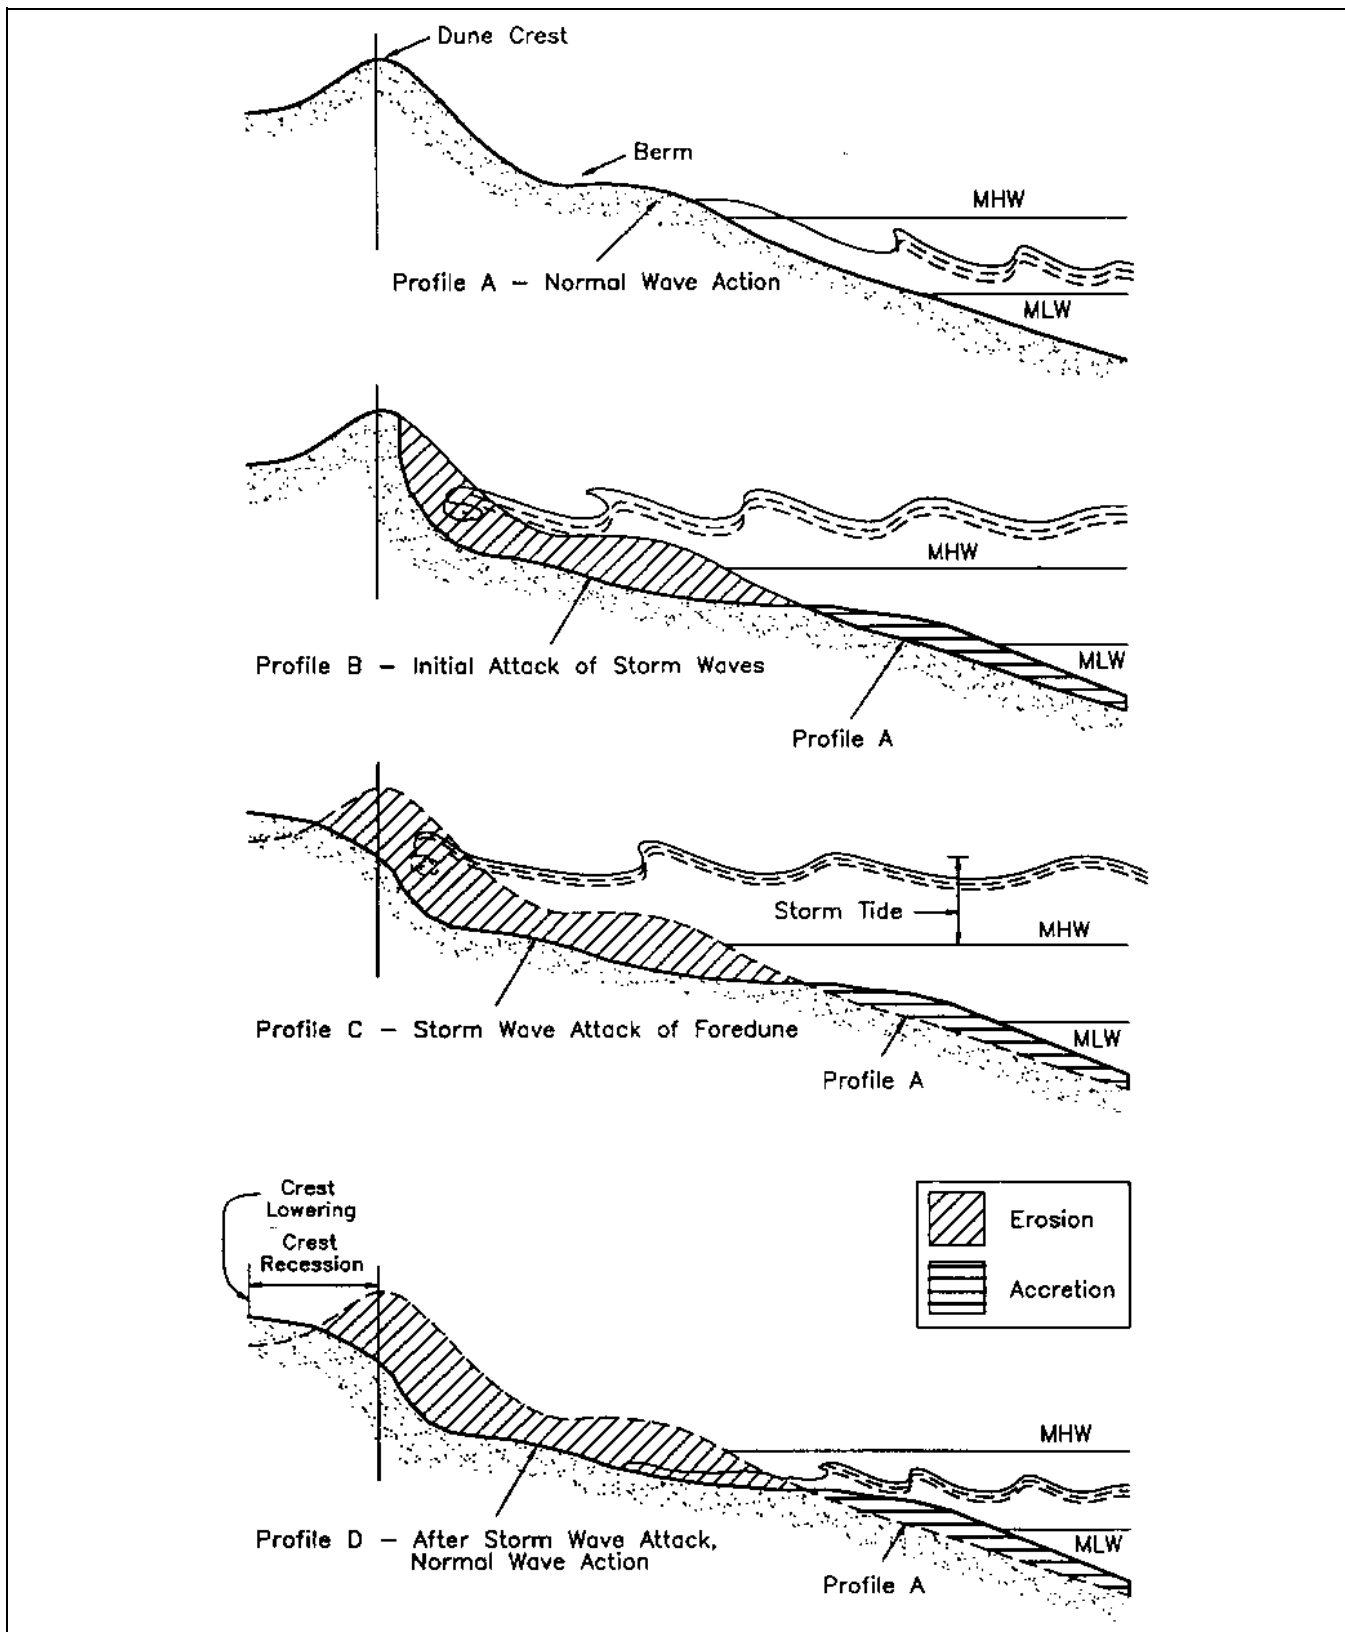 Dune Crest
Berm
MHW
Profile A – Normal Wave Action
MLW
MHW
Profile B – Initial Attack of Storm Waves
MLW
Profile A
Storm Tide
MHW
Profile C – Storm Wave Attack of Foredune
MLW
Profile A
Crest
Lowering
Crest
Recession
Erosion
Accretion
MHW
Profile D – After Storm Wave Attack,
Normal Wave Action
MLW
Profile A